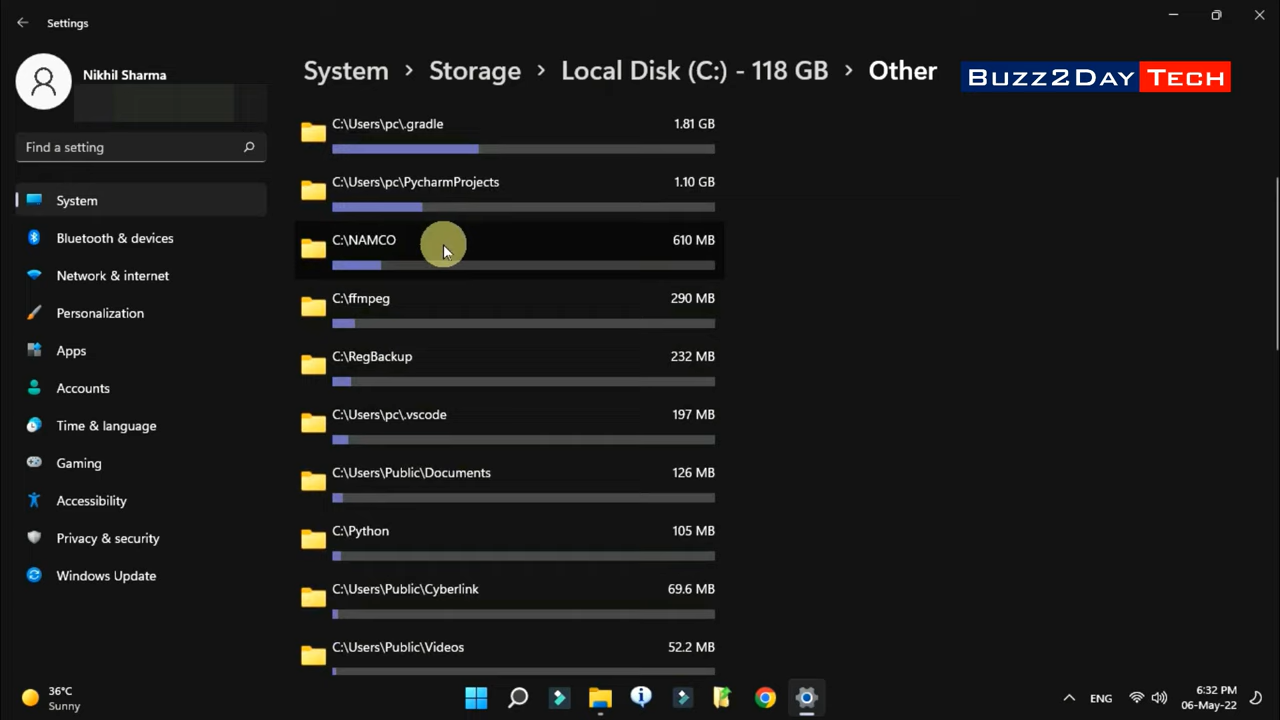 Settings
Nikhil Sharma
Find a setting
System
Bluetooth & devices
Network & internet
Personalization
Apps
Accounts
Time & language
Gaming
Accessibility
Privacy & security
Windows Update
System > Storage > Local Disk (C:) - 118 GB > Other
BUZZ2DAY TECH
C:\Users\pc\.gradle 1.81 GB
C:\Users\pc\PycharmProjects 1.10 GB
C:\NAMCO 610 MB
C:\ffmpeg 290 MB
C:\RegBackup 232 MB
C:\Users\pc\.vscode 197 MB
C:\Users\Public\Documents 126 MB
C:\Python 105 MB
C:\Users\Public\Cyberlink 69.6 MB
C:\Users\Public\Videos 52.2 MB
36°C
Sunny
ENG
6:32 PM
06-May-22